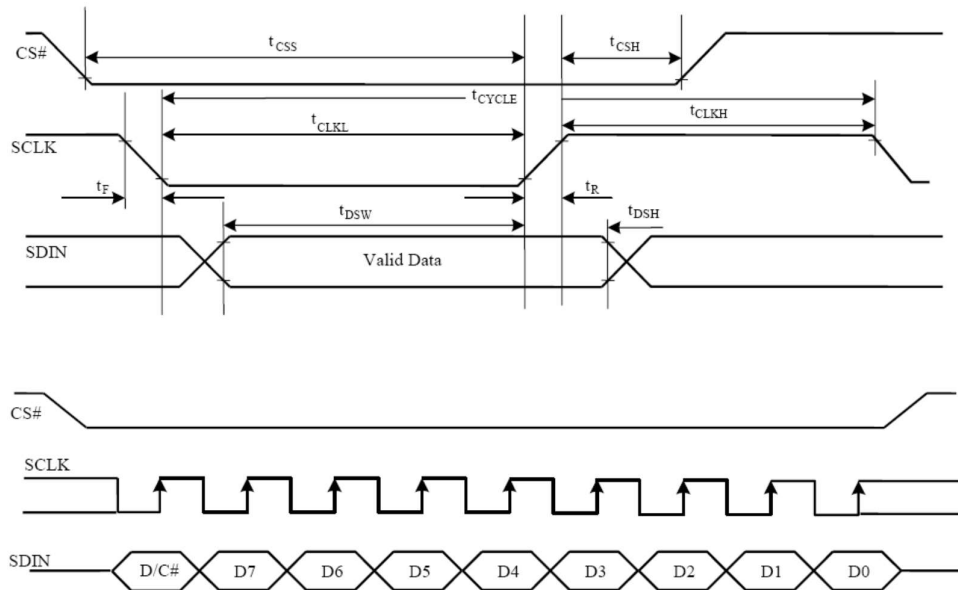 CS#
tCSS
tCSH
tCYCLE
tCLKL
tCLKH
SCLK
tF
tR
tDSW
tDSH
SDIN
Valid Data
CS#
SCLK
SDIN
D/C# D7 D6 D5 D4 D3 D2 D1 D0